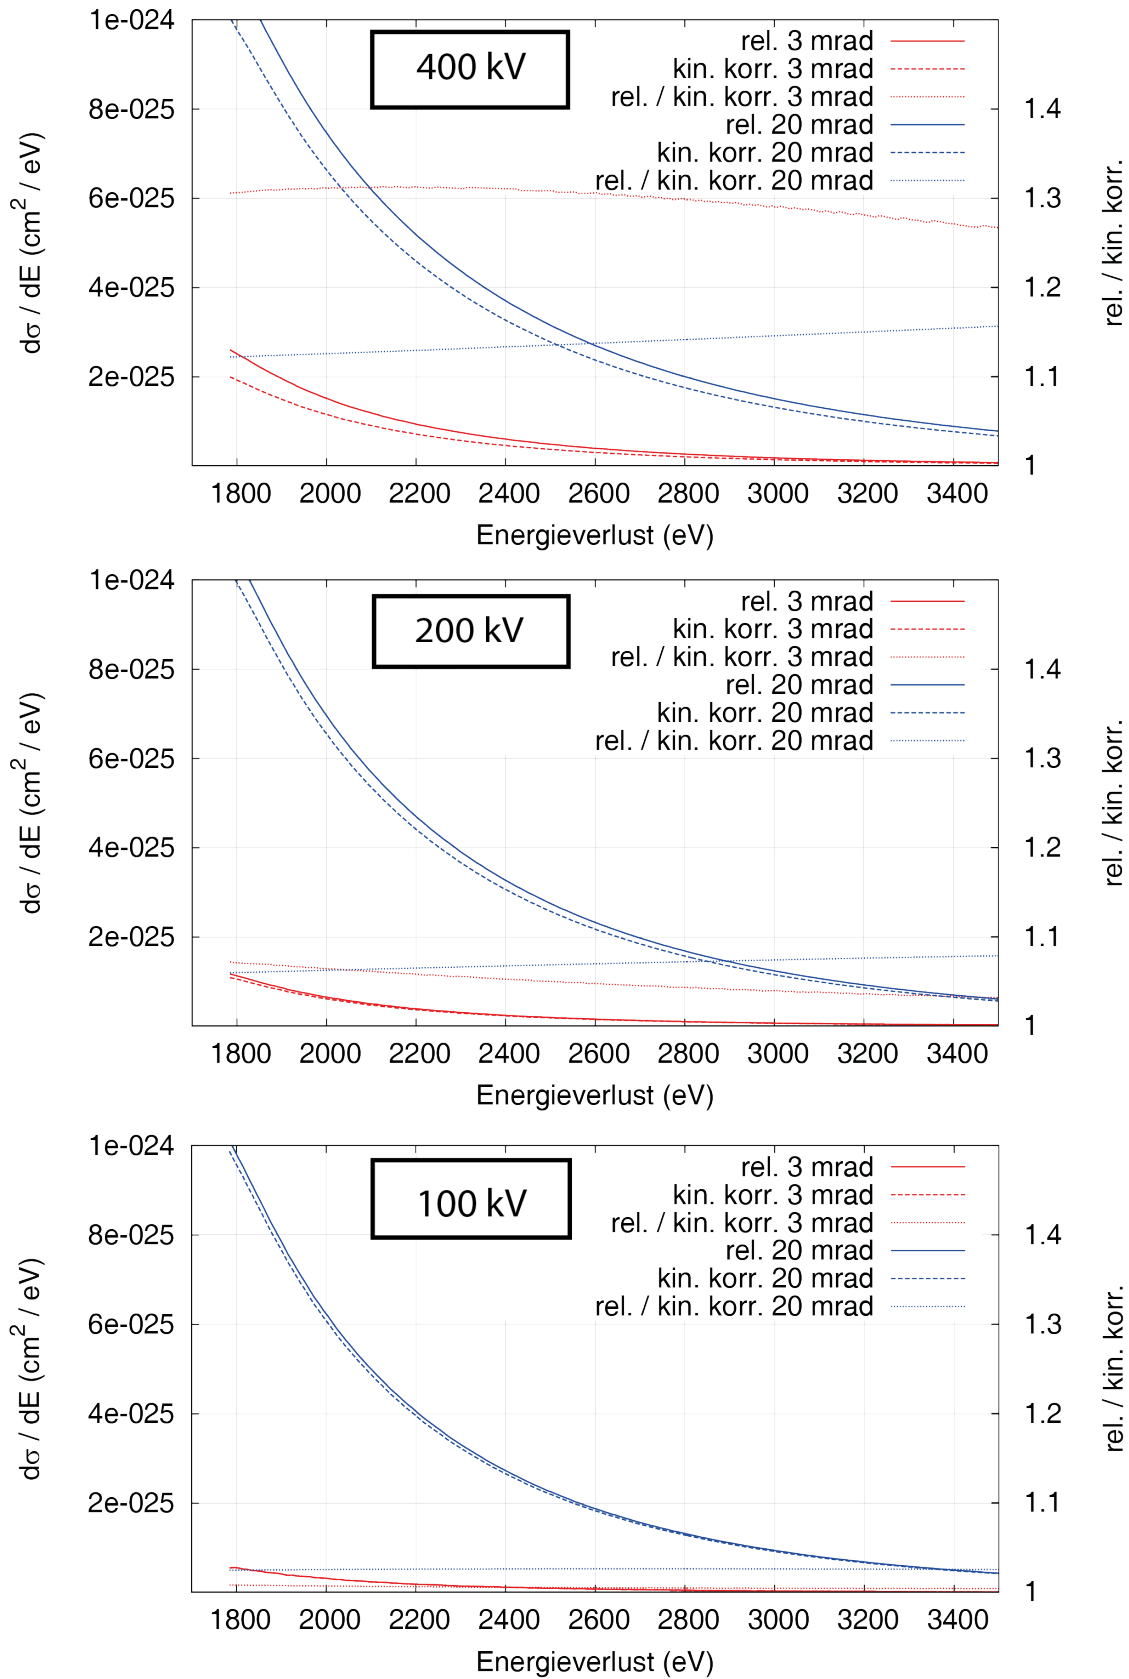 1e-024
8e-025
6e-025
4e-025
2e-025
dσ / dE (cm² / eV)
400 kV
rel. 3 mrad
kin. korr. 3 mrad
rel. / kin. korr. 3 mrad
rel. 20 mrad
kin. korr. 20 mrad
rel. / kin. korr. 20 mrad
1.4
1.3
1.2
1.1
1
rel. / kin. korr.
1800 2000 2200 2400 2600 2800 3000 3200 3400
Energieverlust (eV)
1e-024
8e-025
6e-025
4e-025
2e-025
dσ / dE (cm² / eV)
200 kV
rel. 3 mrad
kin. korr. 3 mrad
rel. / kin. korr. 3 mrad
rel. 20 mrad
kin. korr. 20 mrad
rel. / kin. korr. 20 mrad
1.4
1.3
1.2
1.1
1
rel. / kin. korr.
1800 2000 2200 2400 2600 2800 3000 3200 3400
Energieverlust (eV)
1e-024
8e-025
6e-025
4e-025
2e-025
dσ / dE (cm² / eV)
100 kV
rel. 3 mrad
kin. korr. 3 mrad
rel. / kin. korr. 3 mrad
rel. 20 mrad
kin. korr. 20 mrad
rel. / kin. korr. 20 mrad
1.4
1.3
1.2
1.1
1
rel. / kin. korr.
1800 2000 2200 2400 2600 2800 3000 3200 3400
Energieverlust (eV)